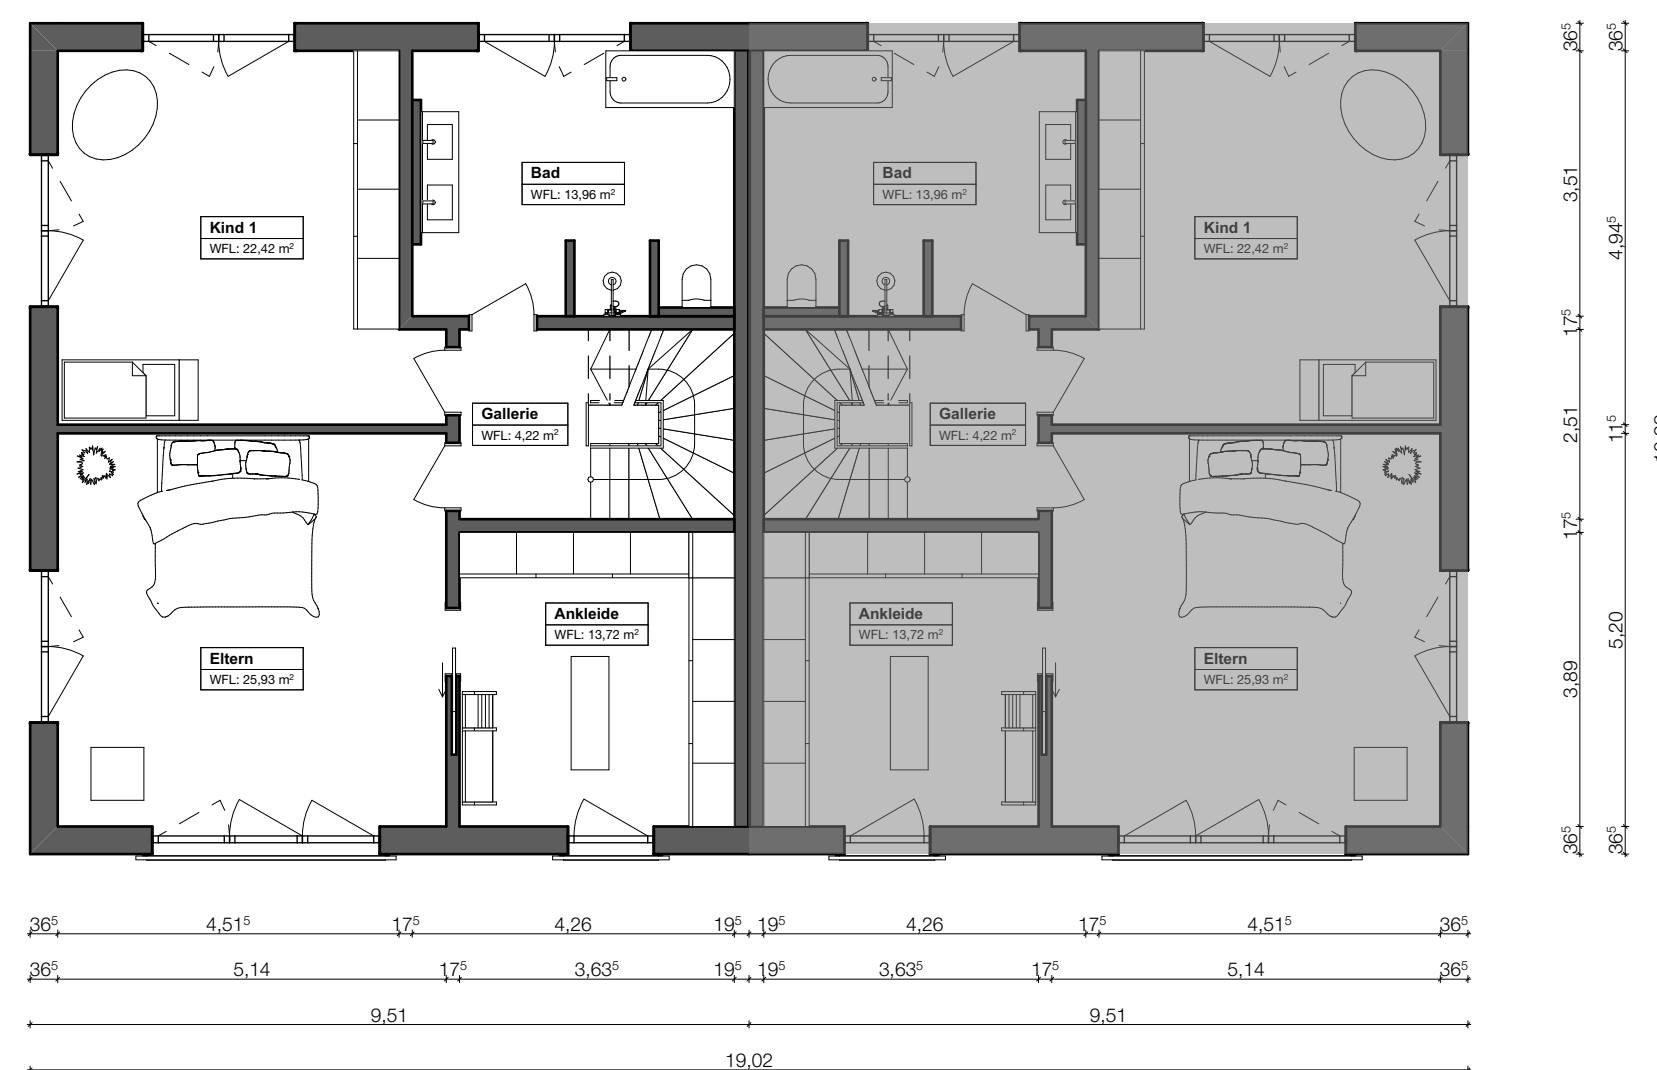 Bad
WFL: 13,96 m²
Bad
WFL: 13,96 m²
Kind 1
WFL: 22,42 m²
Kind 1
WFL: 22,42 m²
Gallerie
WFL: 4,22 m²
Gallerie
WFL: 4,22 m²
Ankleide
WFL: 13,72 m²
Ankleide
WFL: 13,72 m²
Eltern
WFL: 25,93 m²
Eltern
WFL: 25,93 m²
36⁵
3,51
17⁵
2,51
17⁵
3,89
36⁵
36⁵
4,94⁵
11⁵
5,20
36⁵
36⁵ 4,51⁵ 17⁵ 4,26 19⁵ 19⁵ 4,26 17⁵ 4,51⁵ 36⁵
36⁵ 5,14 17⁵ 3,63⁵ 19⁵ 19⁵ 3,63⁵ 17⁵ 5,14 36⁵
9,51 9,51
19,02